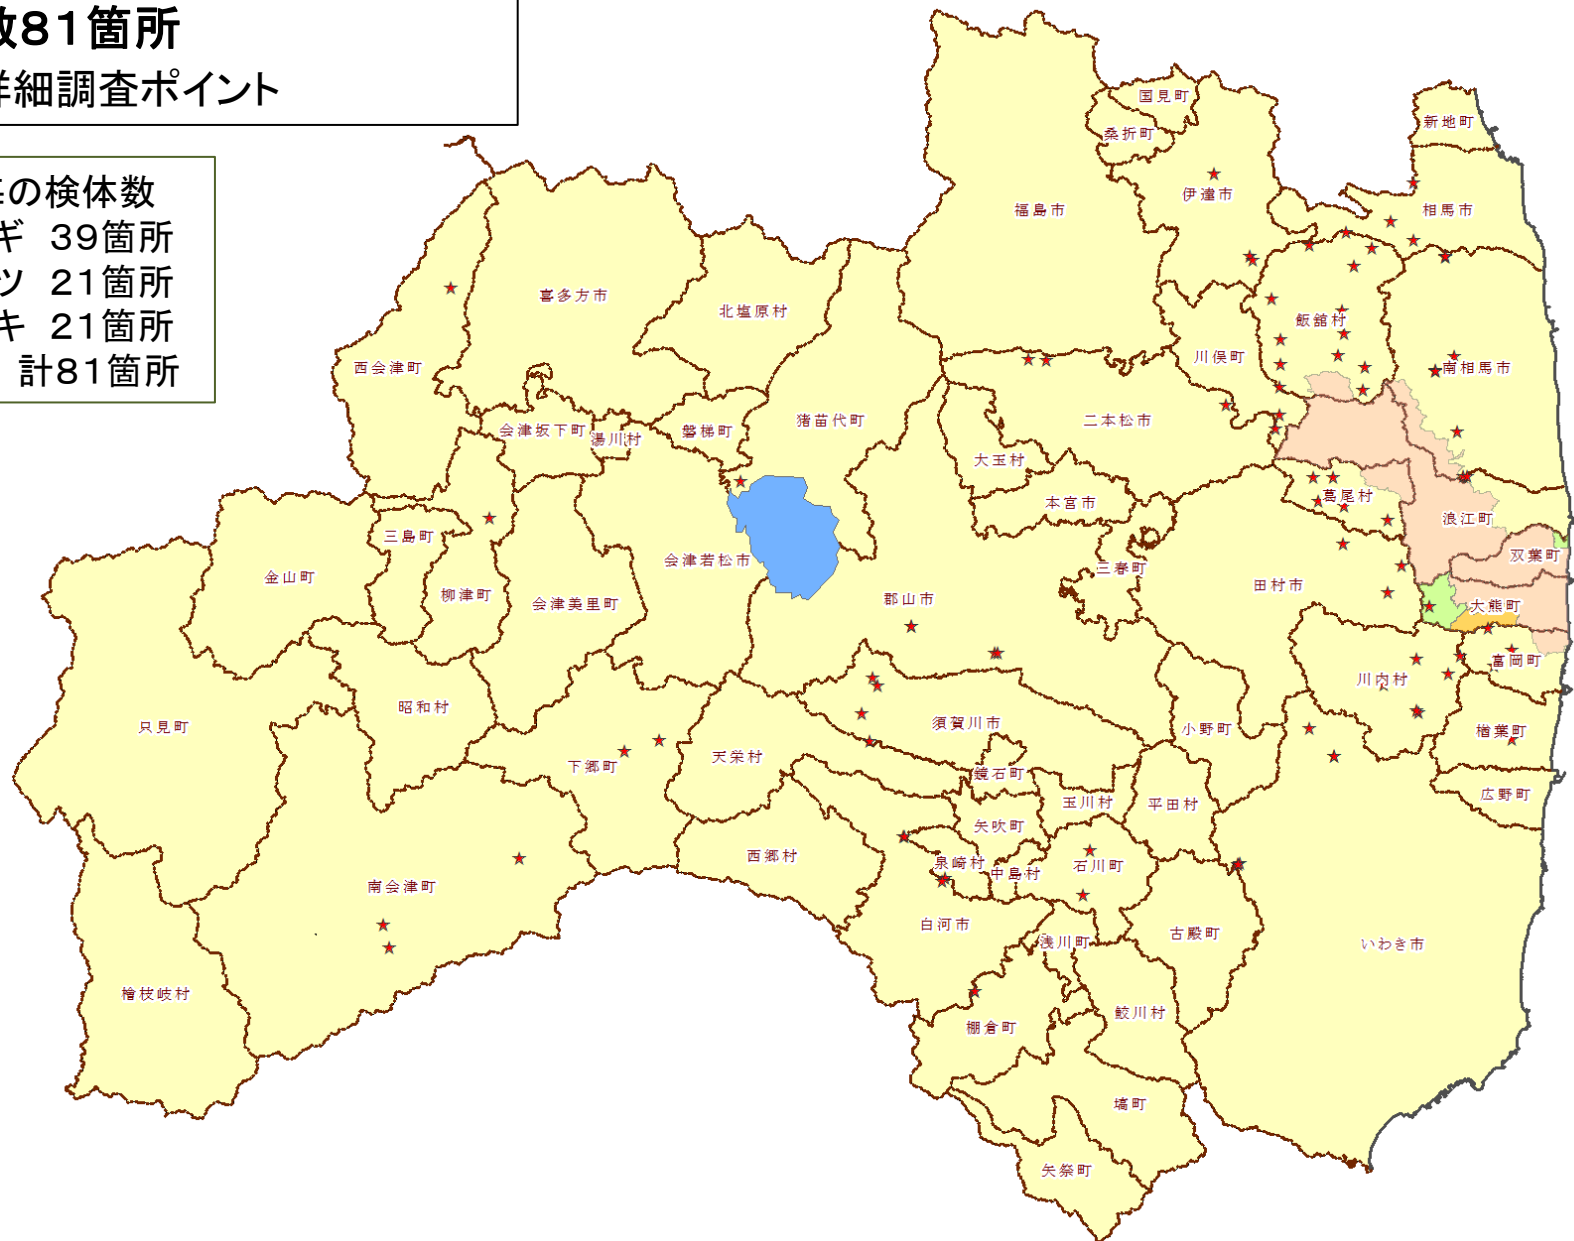 数81箇所
詳細調査ポイント
毎の検体数
ギ 39箇所
ツ 21箇所
キ 21箇所
計81箇所
国見町
桑折町
新地町
伊達市
相馬市
福島市
喜多方市
北塩原村
飯舘村
西会津町
川俣町
南相馬市
猪苗代町
二本松市
会津坂下町
湯川村
磐梯町
大玉村
葛尾村
本宮市
浪江町
三島町
会津若松市
双葉町
三春町
金山町
田村市
柳津町
会津美里町
郡山市
大熊町
富岡町
川内村
昭和村
只見町
須賀川市
小野町
楢葉町
天栄村
下郷町
鏡石町
広野町
玉川村
平田村
矢吹町
西郷村
泉崎村
中島村
石川町
南会津町
白河市
古殿町
浅川町
いわき市
檜枝岐村
鮫川村
棚倉町
塙町
矢祭町